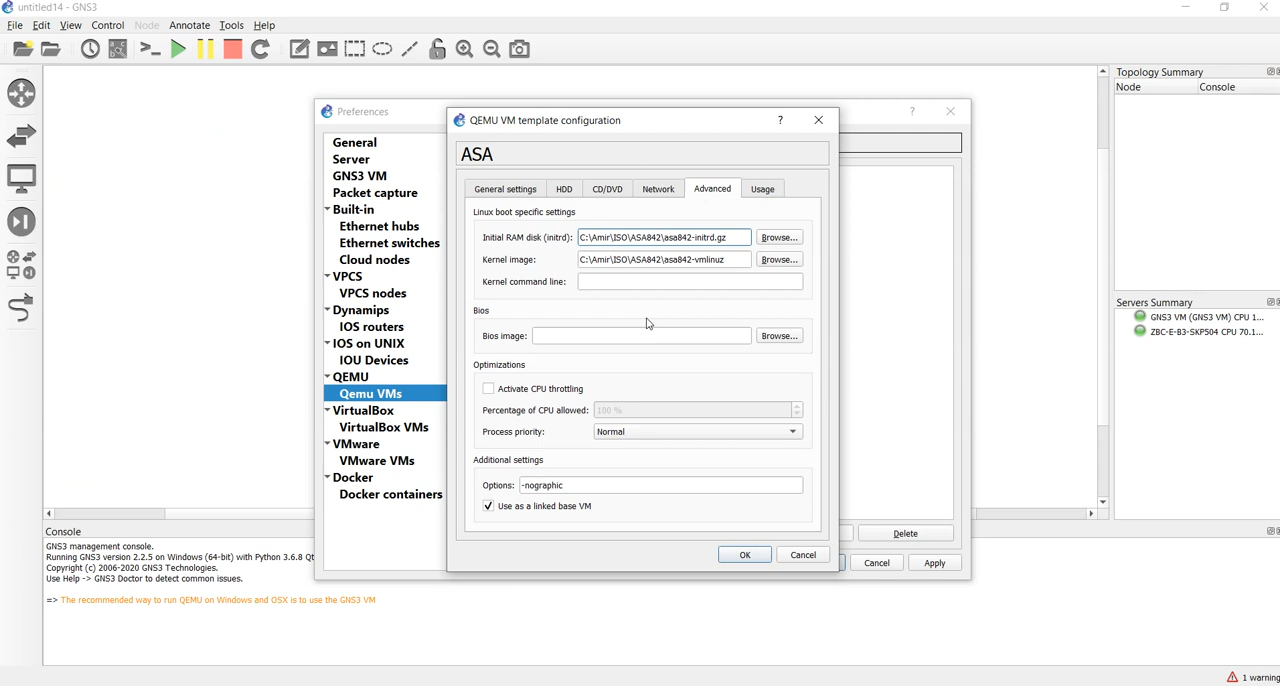 untitled14 - GNS3
File Edit View Control Node Annotate Tools Help
Topology Summary
Node Console
Preferences
General
Server
GNS3 VM
Packet capture
Built-in
Ethernet hubs
Ethernet switches
Cloud nodes
VPCS
VPCS nodes
Dynamips
IOS routers
IOS on UNIX
IOU Devices
QEMU
Qemu VMs
VirtualBox
VirtualBox VMs
VMware
VMware VMs
Docker
Docker containers
QEMU VM template configuration
ASA
General settings HDD CD/DVD Network Advanced Usage
Linux boot specific settings
Initial RAM disk (initrd): C:\Amir\ISO\ASA842\asa842-initrd.gz Browse...
Kernel image: C:\Amir\ISO\ASA842\asa842-vmlinuz Browse...
Kernel command line:
Bios
Bios image: Browse...
Optimizations
Activate CPU throttling
Percentage of CPU allowed: 100 %
Process priority: Normal
Additional settings
Options: -nographic
Use as a linked base VM
OK Cancel
Delete
Cancel Apply
Servers Summary
GNS3 VM (GNS3 VM) CPU 1...
ZBC-E-B3-SKP504 CPU 70.1...
Console
GNS3 management console.
Running GNS3 version 2.2.5 on Windows (64-bit) with Python 3.6.8 Qt
Copyright (c) 2006-2020 GNS3 Technologies.
Use Help -> GNS3 Doctor to detect common issues.
=> The recommended way to run QEMU on Windows and OSX is to use the GNS3 VM
1 warning